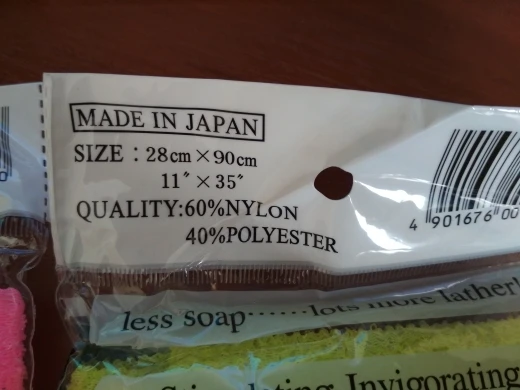 MADE IN JAPAN
SIZE : 28cm×90cm
11″×35″
QUALITY:60%NYLON
40%POLYESTER
4 901676 00
less soap......lots more lather!
Stimulating Invigorating